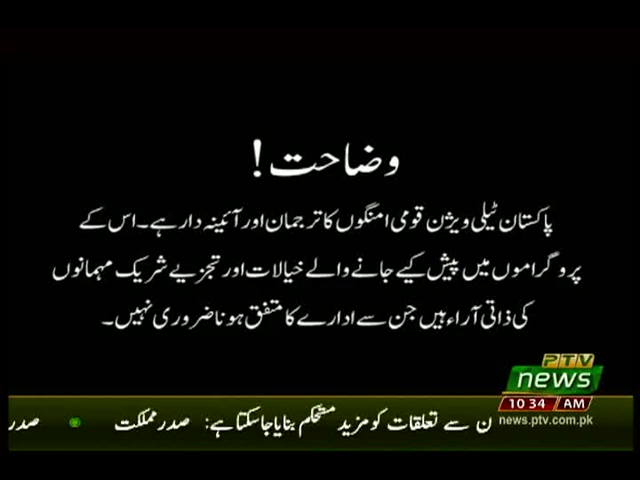 وضاحت!
پاکستان ٹیلی ویژن قومی امنگوں کا ترجمان اور آئینہ دار ہے۔ اس کے
پروگراموں میں پیش کیے جانے والے خیالات اور تجزیے شریک مہمانوں
کی ذاتی آراء ہیں جن سے ادارے کا متفق ہونا ضروری نہیں۔
PTV
news
10 34 AM
news.ptv.com.pk
ن سے تعلقات کو مزید مستحکم بنایا جاسکتا ہے: صدر مملکت صدر